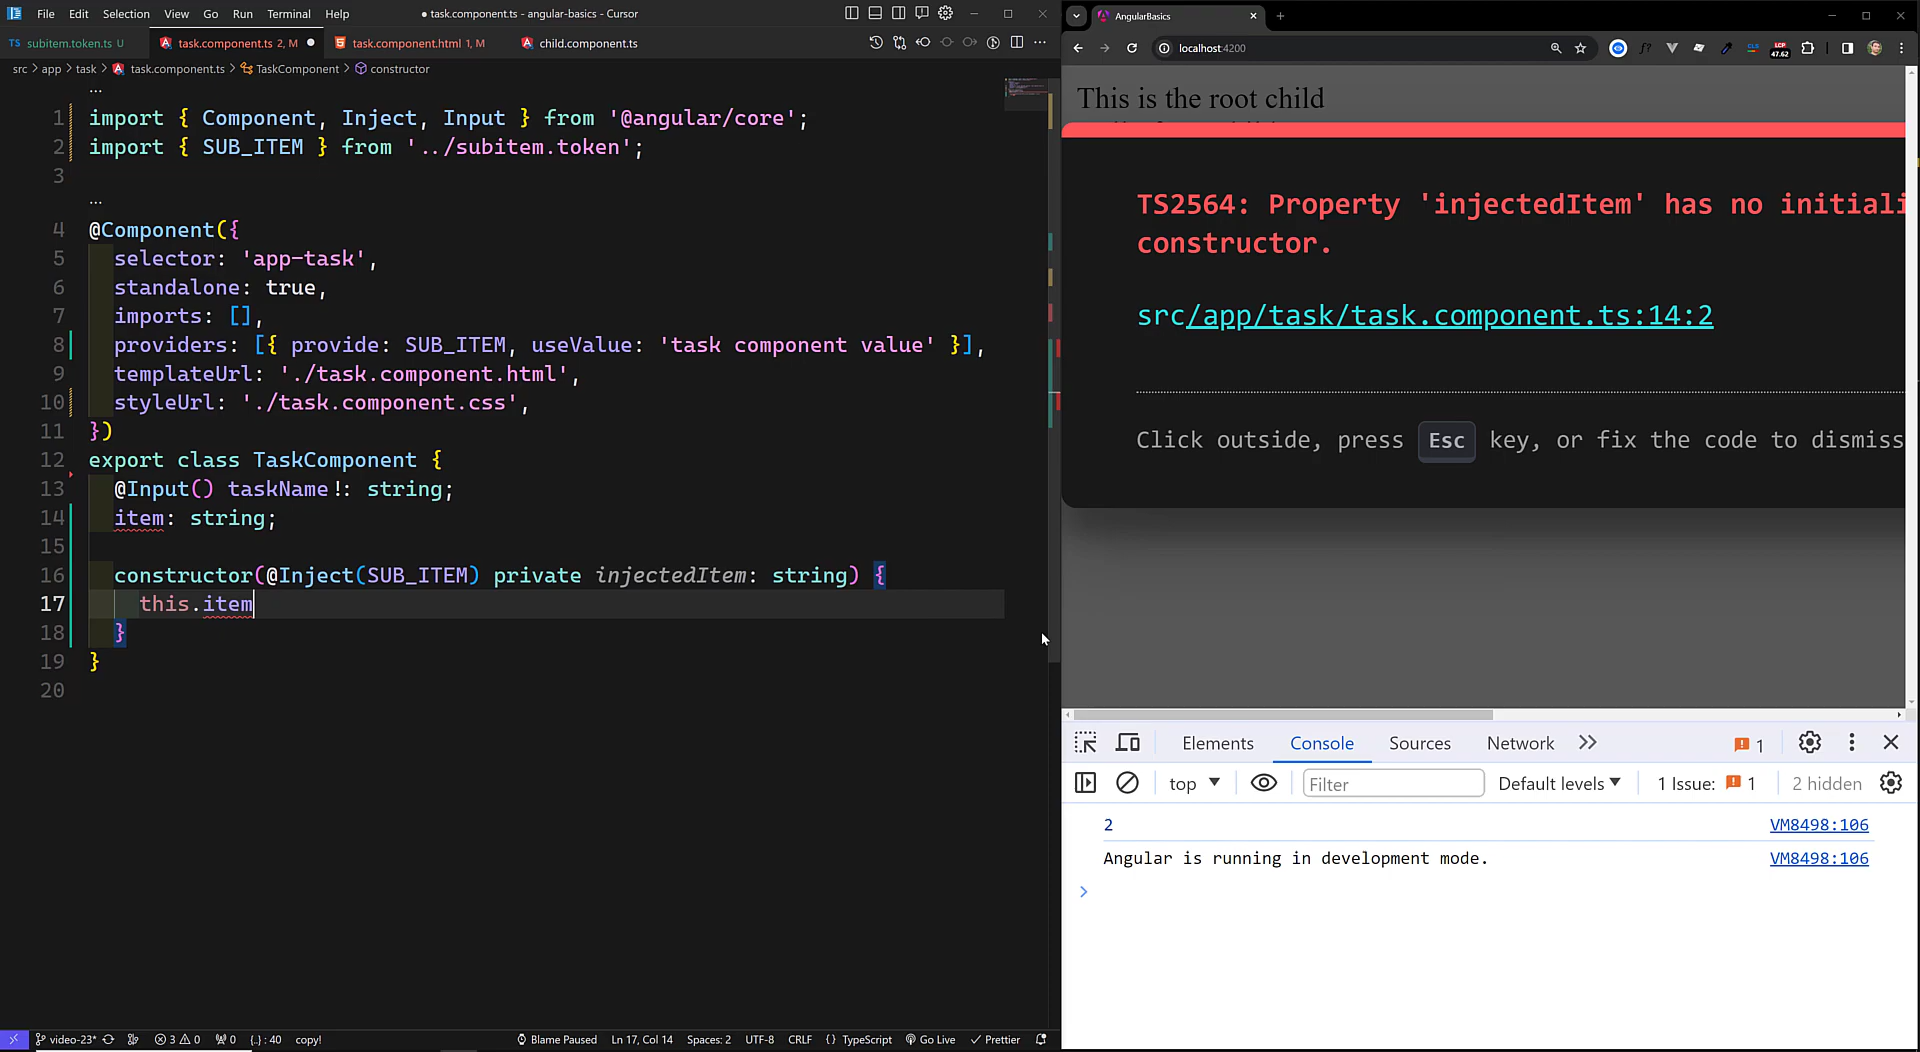 File Edit Selection View Go Run Terminal Help
● task.component.ts - angular-basics - Cursor
TS subitem.token.ts U
task.component.ts 2, M
task.component.html 1, M
child.component.ts
src > app > task > task.component.ts > TaskComponent > constructor
...
1 import { Component, Inject, Input } from '@angular/core';
2 import { SUB_ITEM } from '../subitem.token';
3
...
4 @Component({
5 selector: 'app-task',
6 standalone: true,
7 imports: [],
8 providers: [{ provide: SUB_ITEM, useValue: 'task component value' }],
9 templateUrl: './task.component.html',
10 styleUrl: './task.component.css',
11 })
12 export class TaskComponent {
13 @Input() taskName!: string;
14 item: string;
15
16 constructor(@Inject(SUB_ITEM) private injectedItem: string) {
17 this.item
18 }
19 }
20
video-23* 3 0 0 {..} : 40 copy! Blame Paused Ln 17, Col 14 Spaces: 2 UTF-8 CRLF {} TypeScript Go Live Prettier
AngularBasics
localhost:4200
LCP
47.62
This is the root child
TS2564: Property 'injectedItem' has no initiali
constructor.
src/app/task/task.component.ts:14:2
Click outside, press Esc key, or fix the code to dismiss
Elements Console Sources Network 1
top Filter Default levels 1 Issue: 1 2 hidden
2 VM8498:106
Angular is running in development mode. VM8498:106